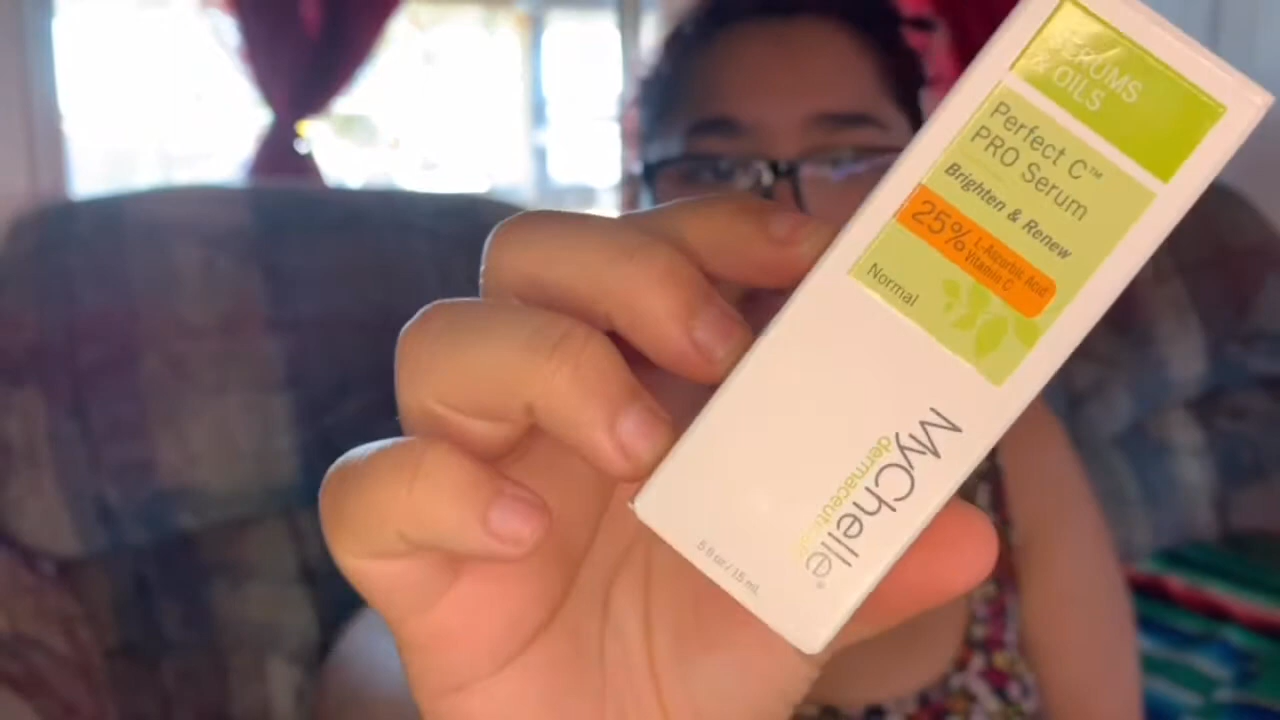 SERUMS
& OILS
Perfect C™
PRO Serum
Brighten & Renew
25% L-Ascorbic Acid
Vitamin C
Normal
MyChelle®
dermaceuticals
.5 fl oz / 15 mL